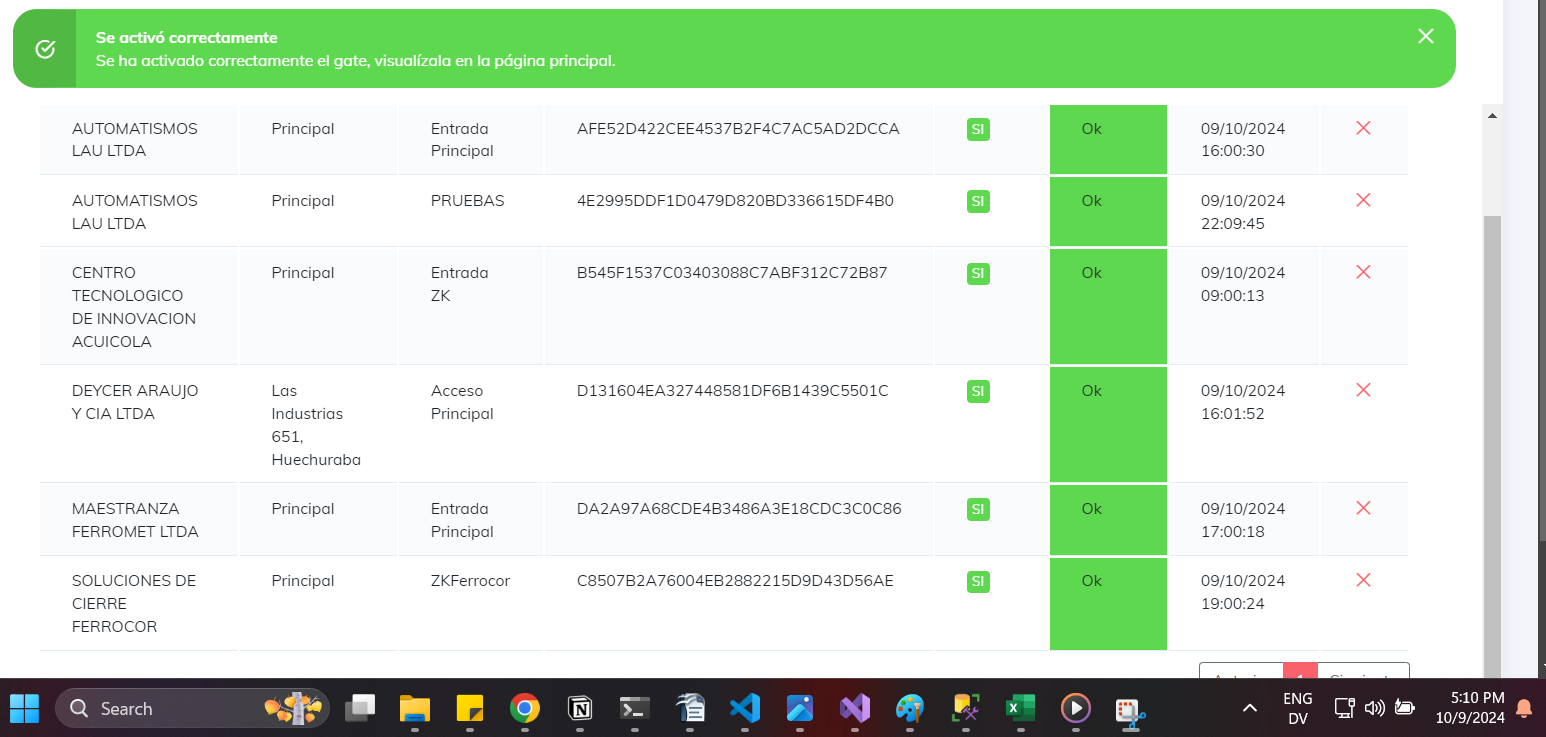 Se activó correctamente
Se ha activado correctamente el gate, visualízala en la página principal.
AUTOMATISMOS LAU LTDA
Principal
Entrada Principal
AFE52D422CEE4537B2F4C7AC5AD2DCCA
SI
Ok
09/10/2024 16:00:30
AUTOMATISMOS LAU LTDA
Principal
PRUEBAS
4E2995DDF1D0479D820BD336615DF4B0
SI
Ok
09/10/2024 22:09:45
CENTRO TECNOLOGICO DE INNOVACION ACUICOLA
Principal
Entrada ZK
B545F1537C03403088C7ABF312C72B87
SI
Ok
09/10/2024 09:00:13
DEYCER ARAUJO Y CIA LTDA
Las Industrias 651, Huechuraba
Acceso Principal
D131604EA327448581DF6B1439C5501C
SI
Ok
09/10/2024 16:01:52
MAESTRANZA FERROMET LTDA
Principal
Entrada Principal
DA2A97A68CDE4B3486A3E18CDC3C0C86
SI
Ok
09/10/2024 17:00:18
SOLUCIONES DE CIERRE FERROCOR
Principal
ZKFerrocor
C8507B2A76004EB2882215D9D43D56AE
SI
Ok
09/10/2024 19:00:24
Search
ENG
DV
5:10 PM
10/9/2024